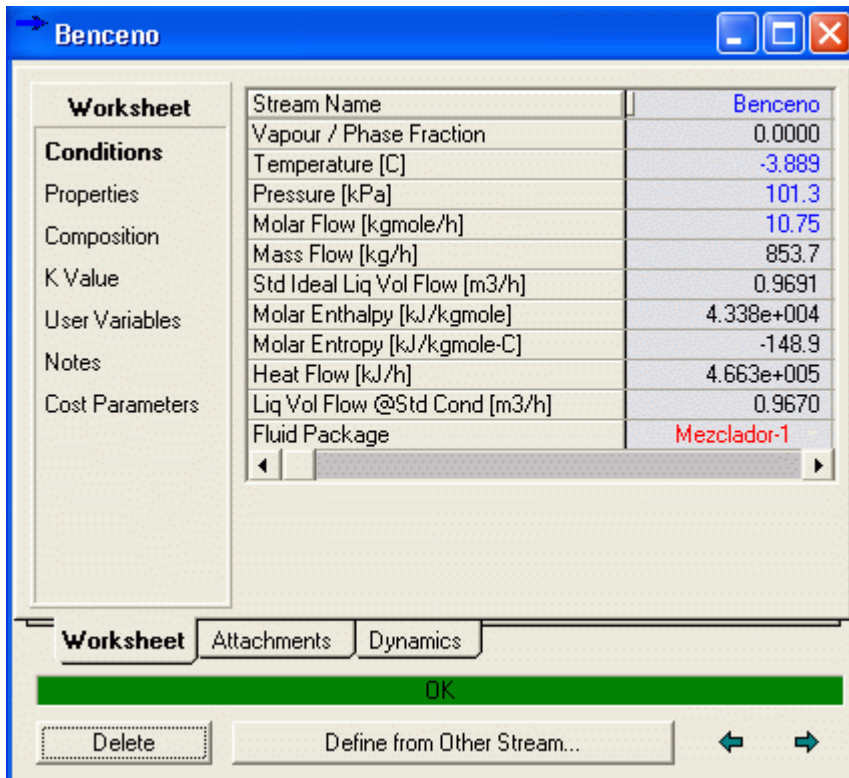 Benceno
Worksheet
Conditions
Properties
Composition
K Value
User Variables
Notes
Cost Parameters
Stream Name Benceno
Vapour / Phase Fraction 0.0000
Temperature [C] -3.889
Pressure [kPa] 101.3
Molar Flow [kgmole/h] 10.75
Mass Flow [kg/h] 853.7
Std Ideal Liq Vol Flow [m3/h] 0.9691
Molar Enthalpy [kJ/kgmole] 4.338e+004
Molar Entropy [kJ/kgmole-C] -148.9
Heat Flow [kJ/h] 4.663e+005
Liq Vol Flow @Std Cond [m3/h] 0.9670
Fluid Package Mezclador-1
Worksheet Attachments Dynamics
OK
Delete Define from Other Stream...